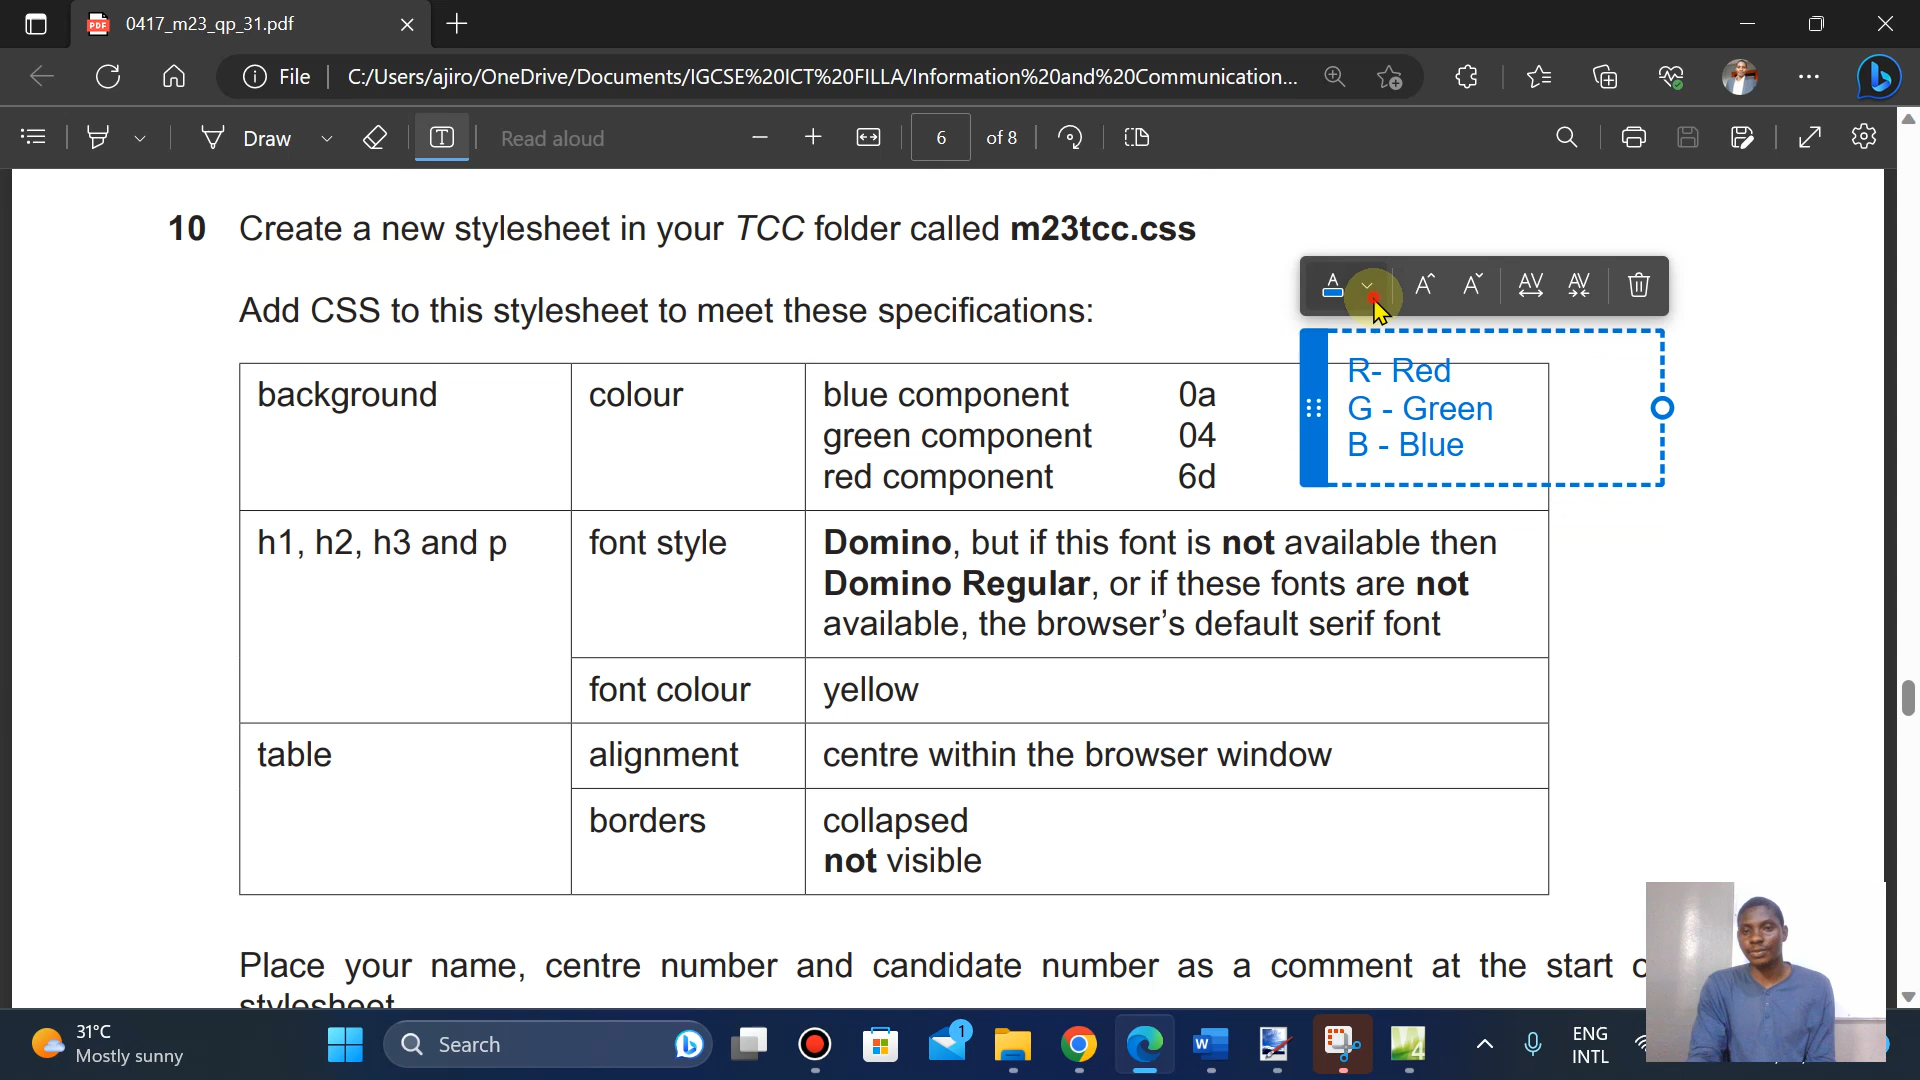 0417_m23_qp_31.pdf
File
C:/Users/ajiro/OneDrive/Documents/IGCSE%20ICT%20FILLA/Information%20and%20Communication...
Draw
Read aloud
6 of 8
10 Create a new stylesheet in your TCC folder called m23tcc.css
Add CSS to this stylesheet to meet these specifications:
background colour blue component 0a
green component 04
red component 6d
R- Red
G - Green
B - Blue
h1, h2, h3 and p font style Domino, but if this font is not available then
Domino Regular, or if these fonts are not
available, the browser's default serif font
font colour yellow
table alignment centre within the browser window
borders collapsed
not visible
Place your name, centre number and candidate number as a comment at the start
stylesheet
31°C
Mostly sunny
Search
1
ENG
INTL